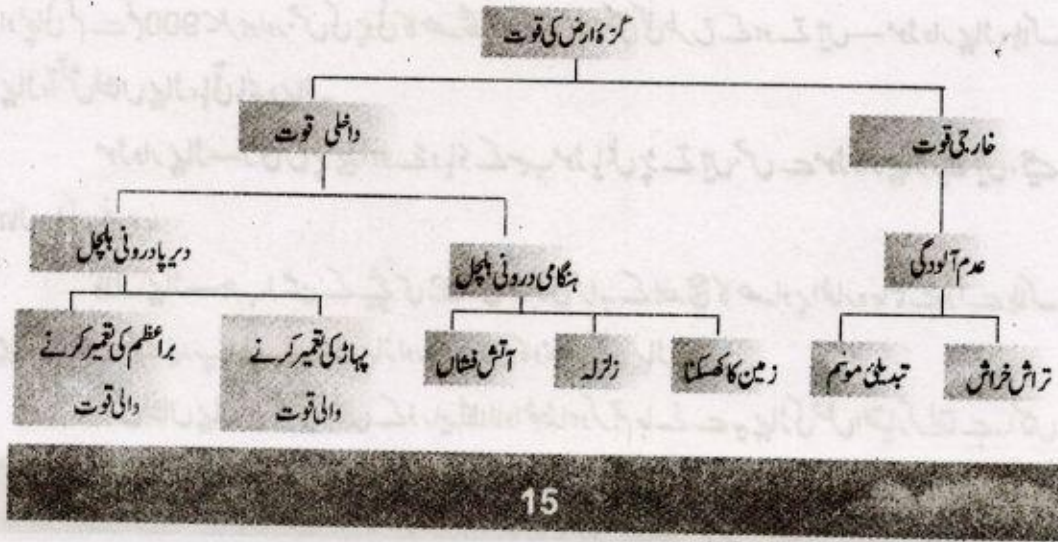 کرّۂ ارض کی قوت
خارجی قوت
داخلی قوت
عدم آلودگی
ہنگامی درونی ہلچل
دیرپا درونی ہلچل
تراش خراش
تبدیلیٔ موسم
زمین کا کھسکنا
زلزلہ
آتش فشاں
پہاڑ کی تعمیر کرنے
والی قوت
براعظم کی تعمیر کرنے
والی قوت
15